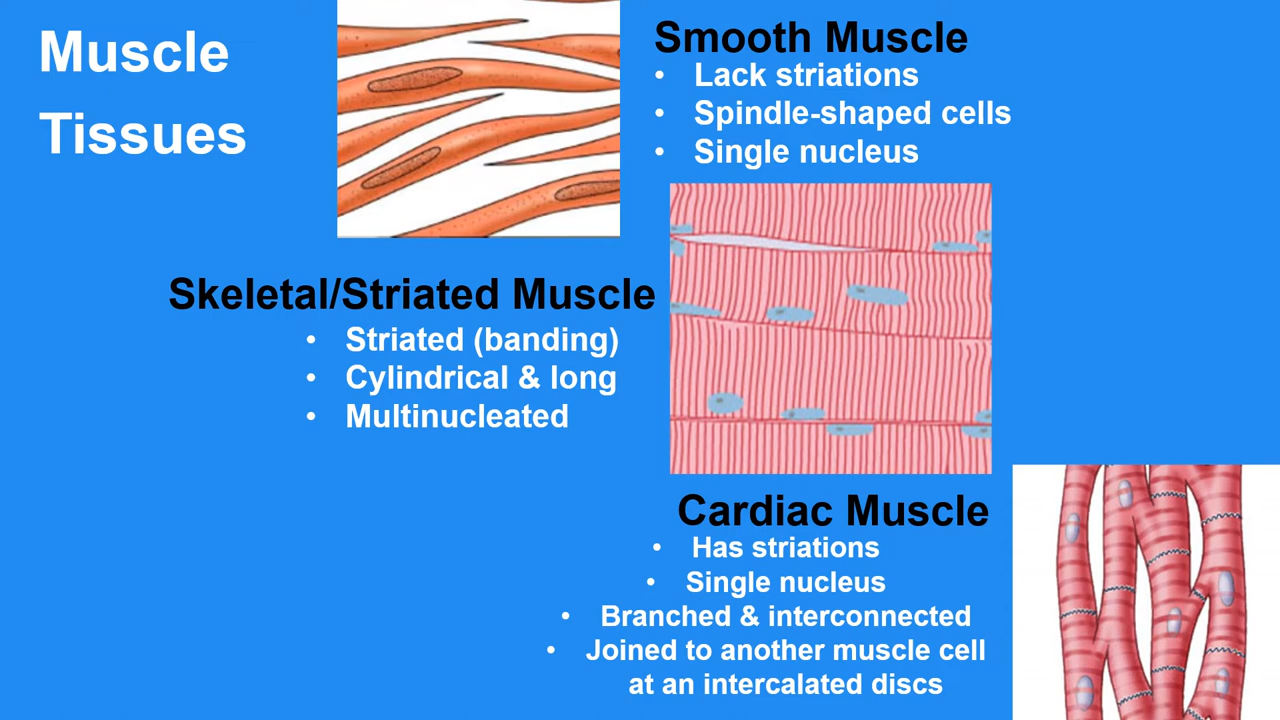 Muscle
Tissues
Smooth Muscle
• Lack striations
• Spindle-shaped cells
• Single nucleus
Skeletal/Striated Muscle
• Striated (banding)
• Cylindrical & long
• Multinucleated
Cardiac Muscle
• Has striations
• Single nucleus
• Branched & interconnected
• Joined to another muscle cell
at an intercalated discs